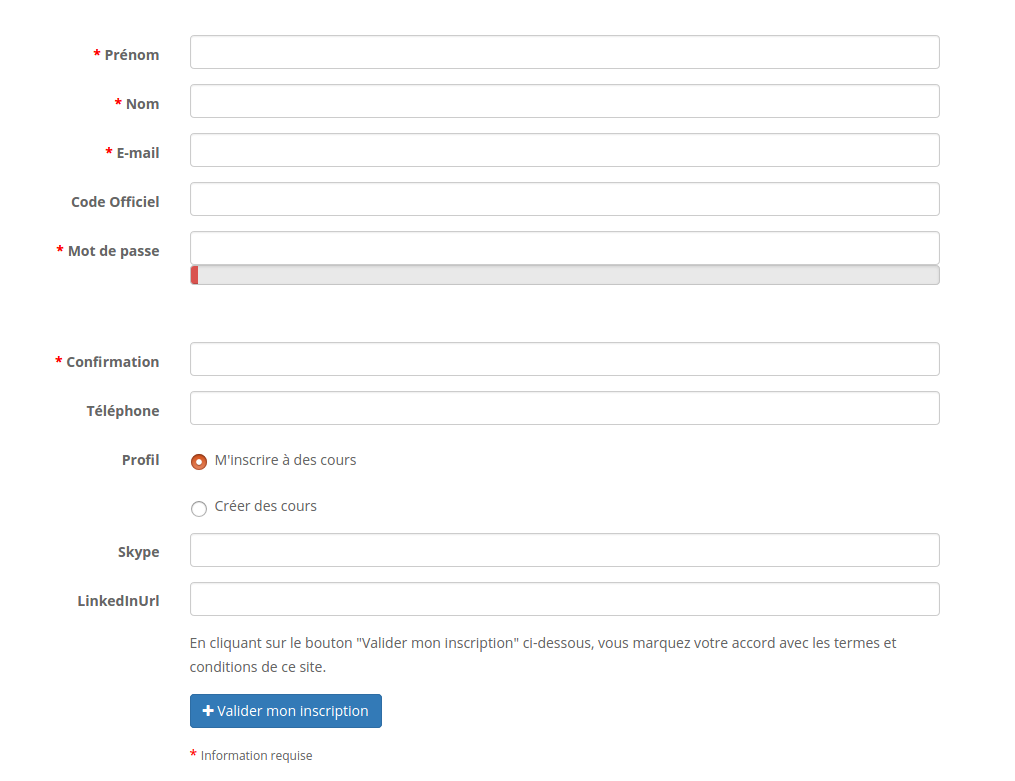 * Prénom
* Nom
* E-mail
Code Officiel
* Mot de passe
* Confirmation
Téléphone
Profil M'inscrire à des cours
Créer des cours
Skype
LinkedInUrl
En cliquant sur le bouton "Valider mon inscription" ci-dessous, vous marquez votre accord avec les termes et
conditions de ce site.
Valider mon inscription
* Information requise